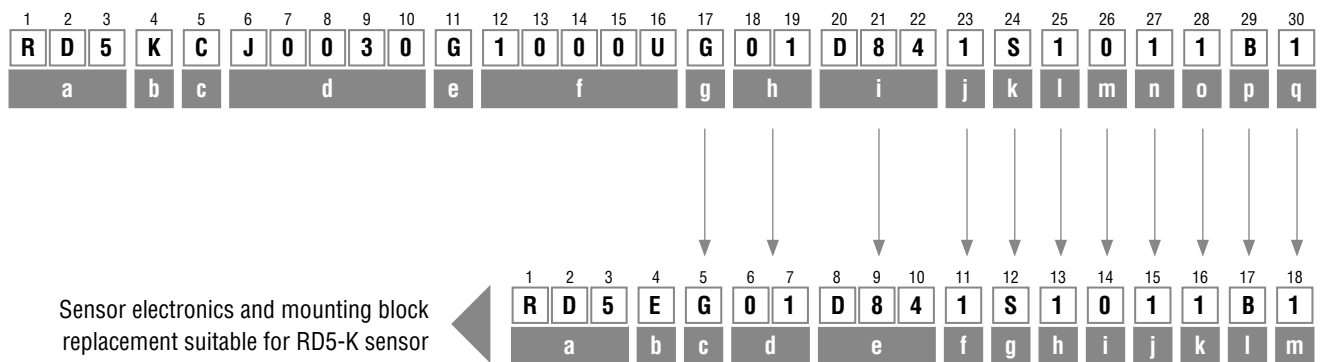 1 2 3 4 5 6 7 8 9 10 11 12 13 14 15 16 17 18 19 20 21 22 23 24 25 26 27 28 29 30
R D 5 K C J 0 0 3 0 G 1 0 0 0 U G 0 1 D 8 4 1 S 1 0 1 1 B 1
a b c d e f g h i j k l m n o p q
1 2 3 4 5 6 7 8 9 10 11 12 13 14 15 16 17 18
R D 5 E G 0 1 D 8 4 1 S 1 0 1 1 B 1
a b c d e f g h i j k l m
Sensor electronics and mounting block
replacement suitable for RD5-K sensor